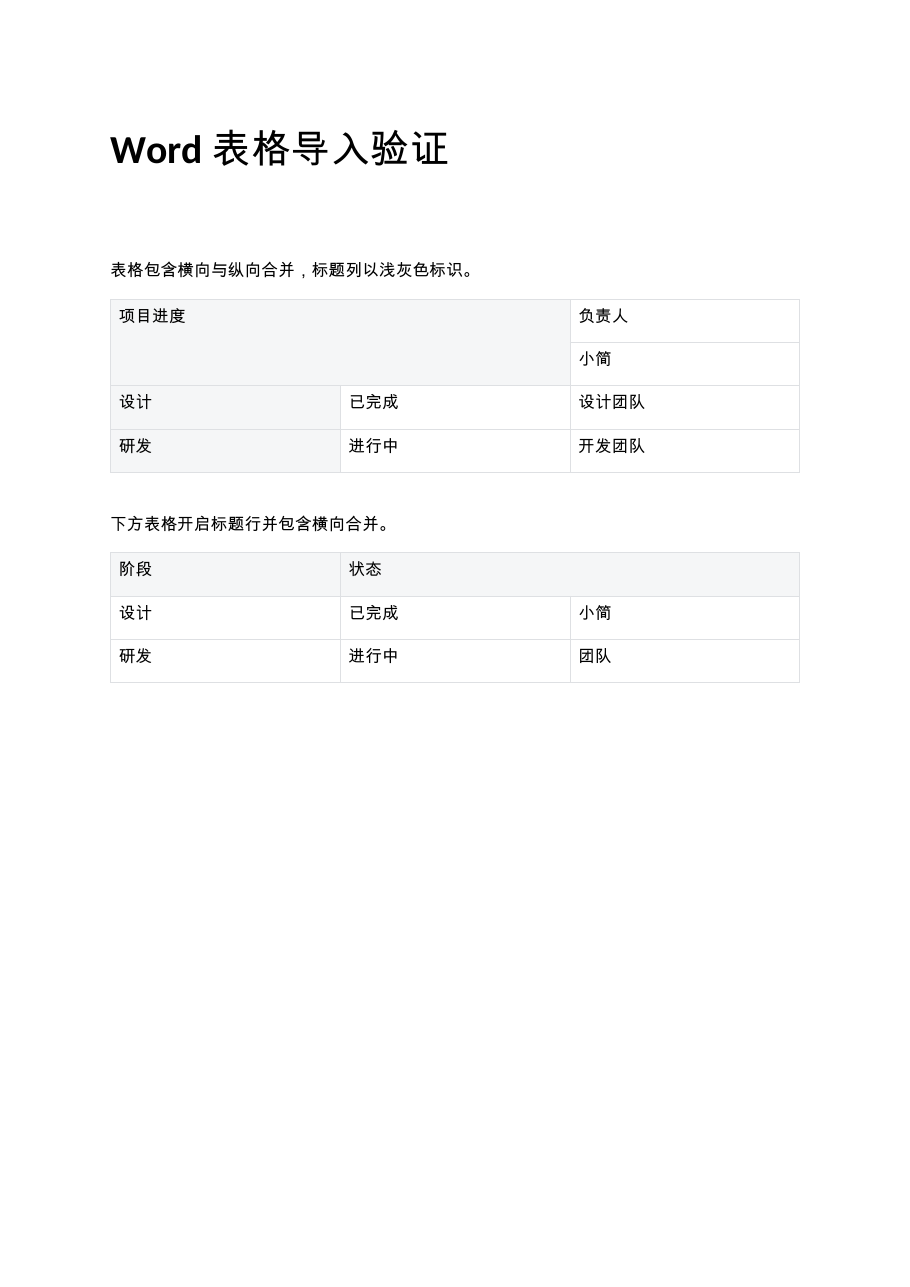 Word 表格导入验证
表格包含横向与纵向合并，标题列以浅灰色标识。
项目进度 负责人
小简
设计 已完成 设计团队
研发 进行中 开发团队
下方表格开启标题行并包含横向合并。
阶段 状态
设计 已完成 小简
研发 进行中 团队